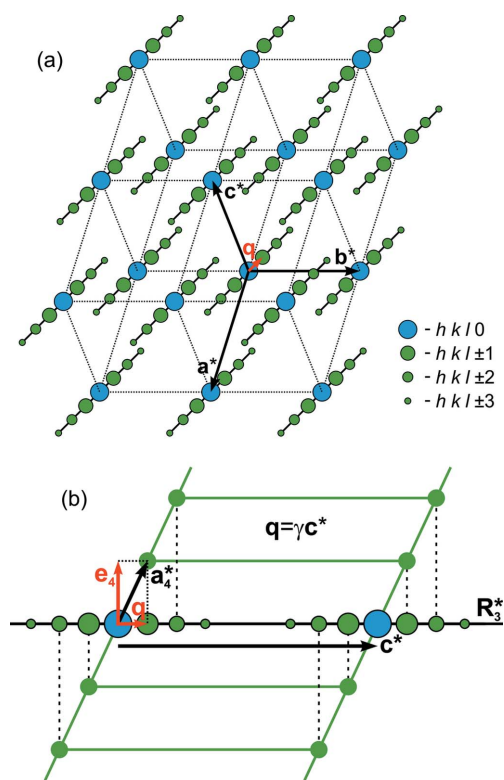 (a)
c*
q
b*
a*
- h k l 0
- h k l ±1
- h k l ±2
- h k l ±3
(b)
q=γc*
e₄
a₄*
q
R₃*
c*